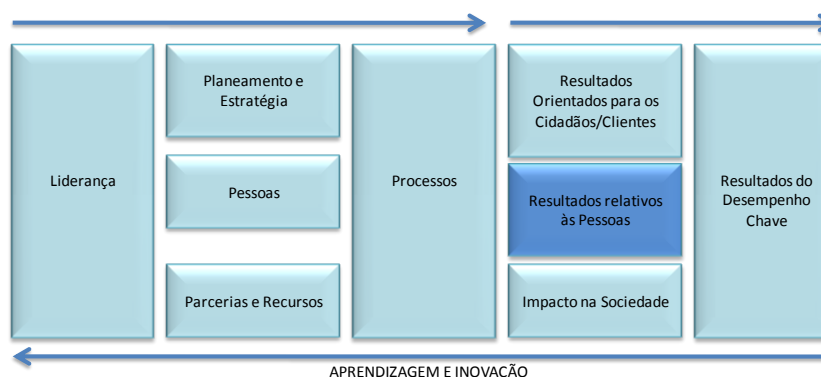 Liderança
Planeamento e
Estratégia
Pessoas
Parcerias e Recursos
Processos
Resultados
Orientados para os
Cidadãos/Clientes
Resultados relativos
às Pessoas
Impacto na Sociedade
Resultados do
Desempenho
Chave
APRENDIZAGEM E INOVAÇÃO